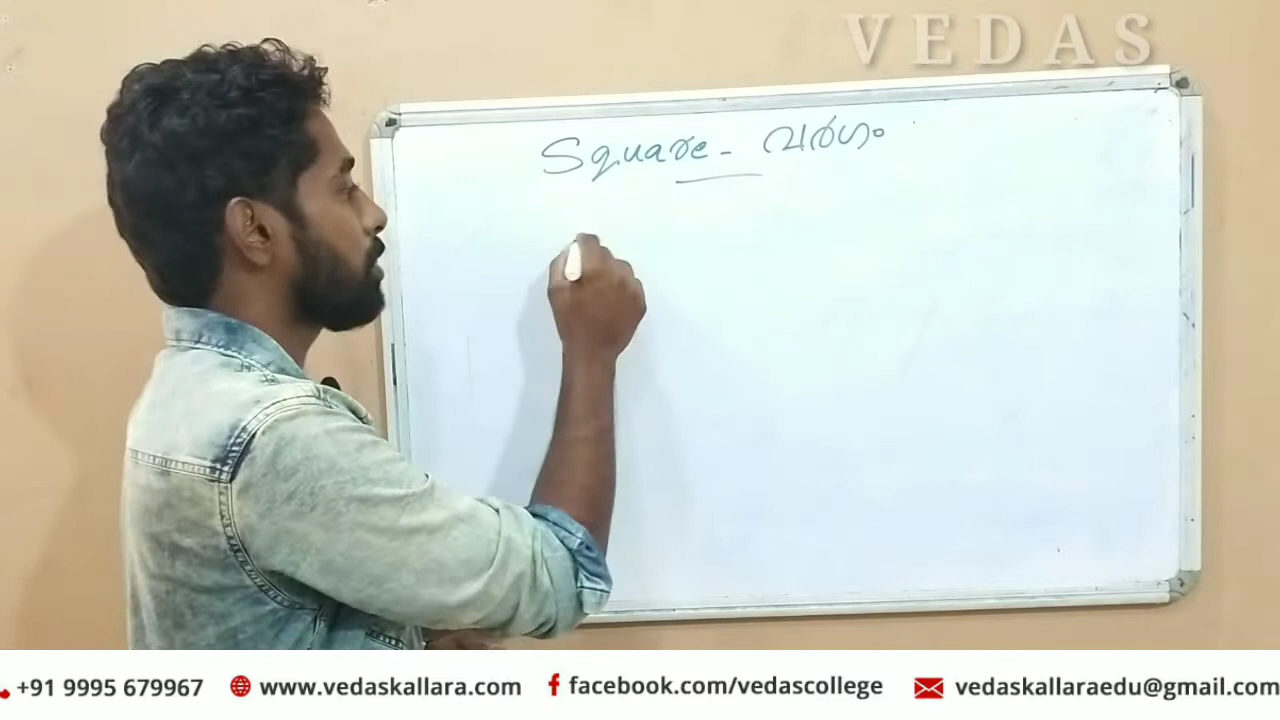 VEDAS
Square - വർഗം
+91 9995 679967 www.vedaskallara.com facebook.com/vedascollege vedaskallaraedu@gmail.com